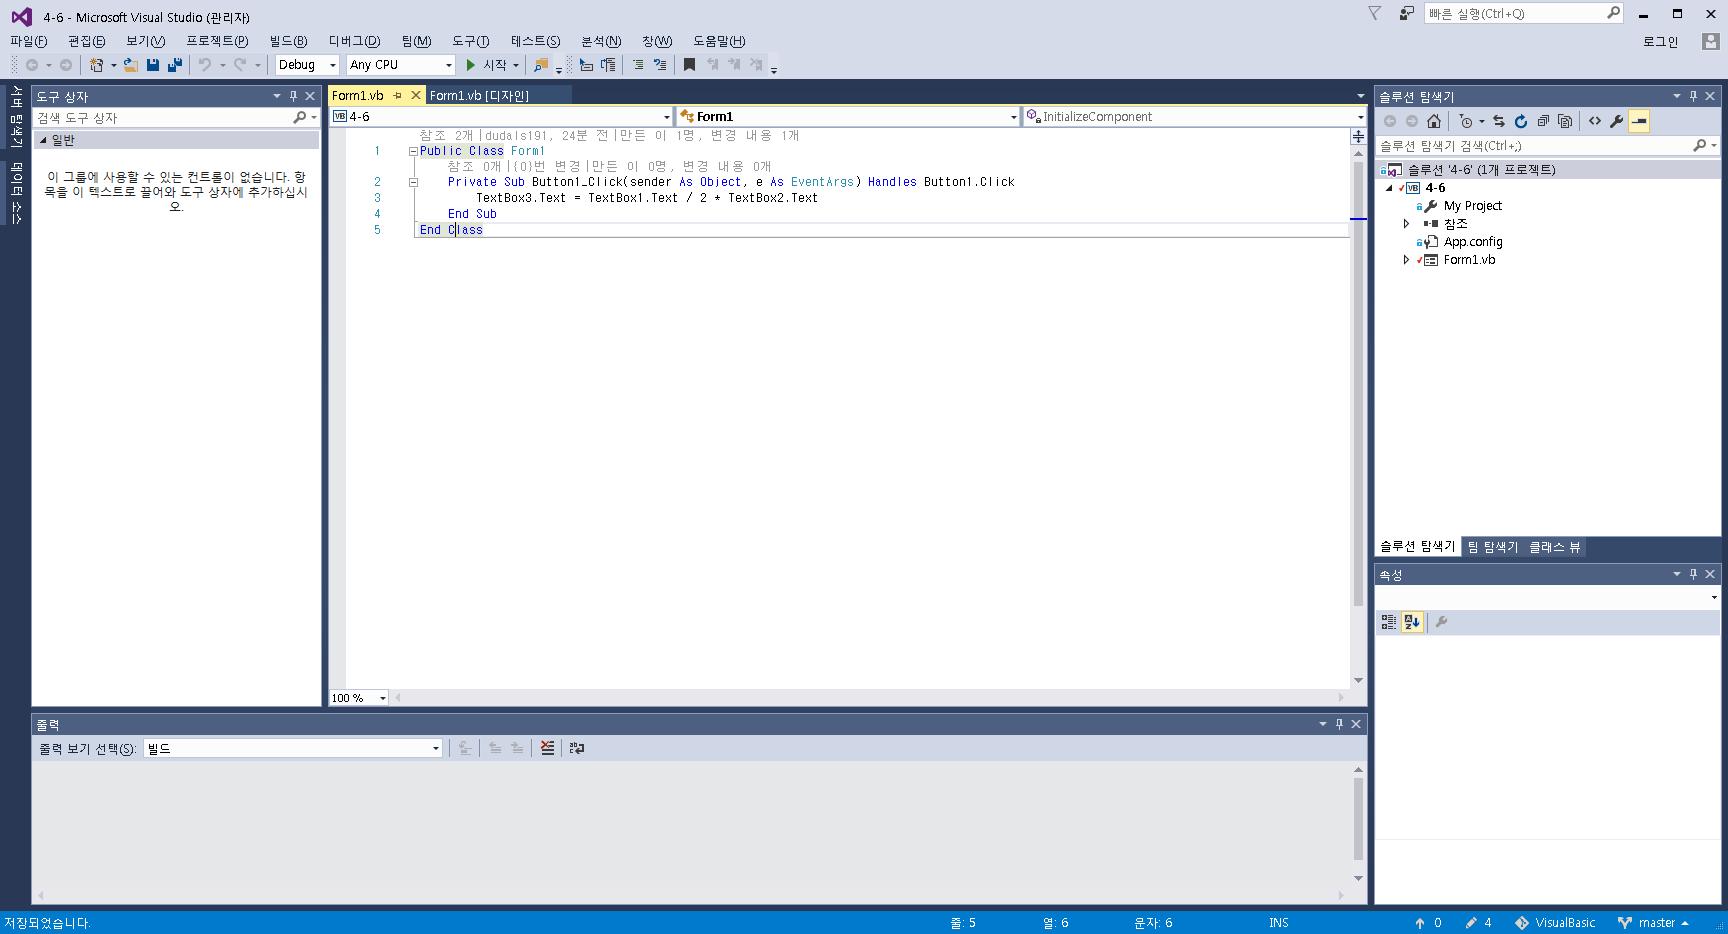 4-6 - Microsoft Visual Studio (관리자)
빠른 실행(Ctrl+Q)
파일(F) 편집(E) 보기(V) 프로젝트(P) 빌드(B) 디버그(D) 팀(M) 도구(T) 테스트(S) 분석(N) 창(W) 도움말(H)
로그인
Debug Any CPU 시작
서버 탐색기
데이터 소스
도구 상자
검색 도구 상자
일반
이 그룹에 사용할 수 있는 컨트롤이 없습니다. 항
목을 이 텍스트로 끌어와 도구 상자에 추가하십시
오.
Form1.vb Form1.vb [디자인]
VB 4-6 Form1 InitializeComponent
참조 2개|dudals191, 24분 전|만든 이 1명, 변경 내용 1개
1 Public Class Form1
참조 0개|{0}번 변경|만든 이 0명, 변경 내용 0개
2 Private Sub Button1_Click(sender As Object, e As EventArgs) Handles Button1.Click
3 TextBox3.Text = TextBox1.Text / 2 * TextBox2.Text
4 End Sub
5 End Class
100 %
출력
출력 보기 선택(S): 빌드
솔루션 탐색기
솔루션 탐색기 검색(Ctrl+;)
솔루션 '4-6' (1개 프로젝트)
VB 4-6
My Project
참조
App.config
Form1.vb
솔루션 탐색기 팀 탐색기 클래스 뷰
속성
저장되었습니다. 줄: 5 열: 6 문자: 6 INS 0 4 VisualBasic master